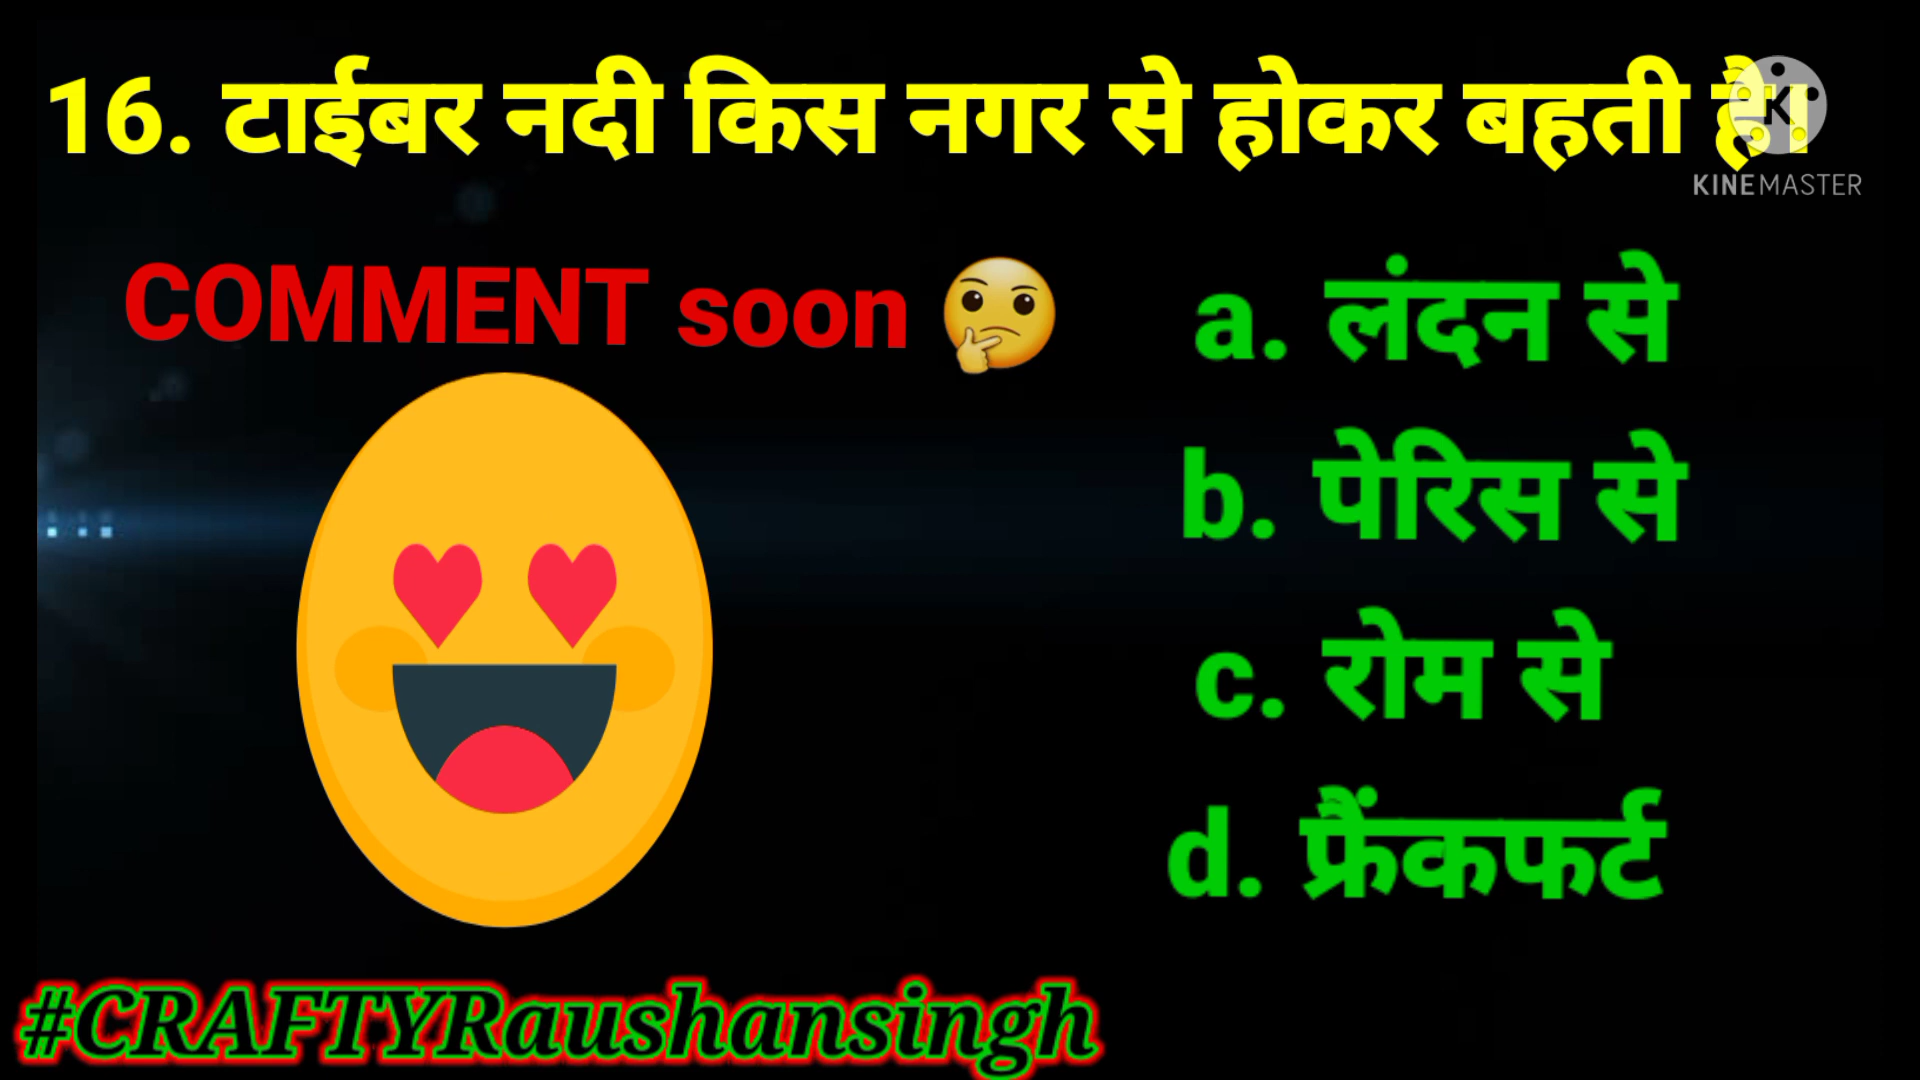 16. टाईबर नदी किस नगर से होकर बहती है।
KINEMASTER
COMMENT soon 🤔
a. लंदन से
b. पेरिस से
c. रोम से
d. फ्रैंकफर्ट
#CRAFTYRaushansingh